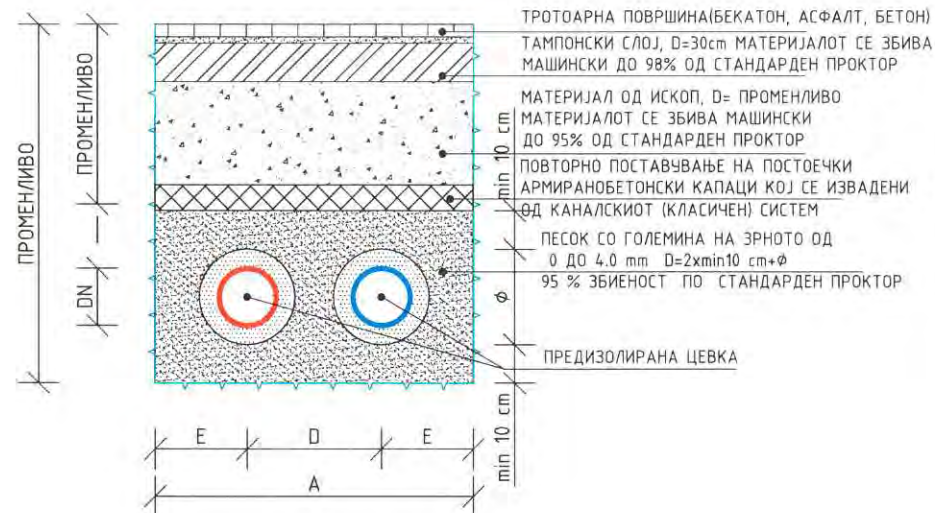 ТРОТОАРНА ПОВРШИНА(БЕКАТОН, АСФАЛТ, БЕТОН)
ТАМПОНСКИ СЛОЈ, D=30cm МАТЕРИЈАЛОТ СЕ ЗБИВА
МАШИНСКИ ДО 98% ОД СТАНДАРДЕН ПРОКТОР
МАТЕРИЈАЛ ОД ИСКОП, D= ПРОМЕНЛИВО
МАТЕРИЈАЛОТ СЕ ЗБИВА МАШИНСКИ
ДО 95% ОД СТАНДАРДЕН ПРОКТОР
ПОВТОРНО ПОСТАВУВАЊЕ НА ПОСТОЕЧКИ
АРМИРАНОБЕТОНСКИ КАПАЦИ КОЈ СЕ ИЗВАДЕНИ
ОД КАНАЛСКИОТ (КЛАСИЧЕН) СИСТЕМ
ПЕСОК СО ГОЛЕМИНА НА ЗРНОТО ОД
0 ДО 4.0 mm D=2xmin10 cm+ϕ
95 % ЗБИЕНОСТ ПО СТАНДАРДЕН ПРОКТОР
ПРЕДИЗОЛИРАНА ЦЕВКА
ПРОМЕНЛИВО
ПРОМЕНЛИВО
DN
min 10 cm
ϕ
min 10 cm
E
D
E
A